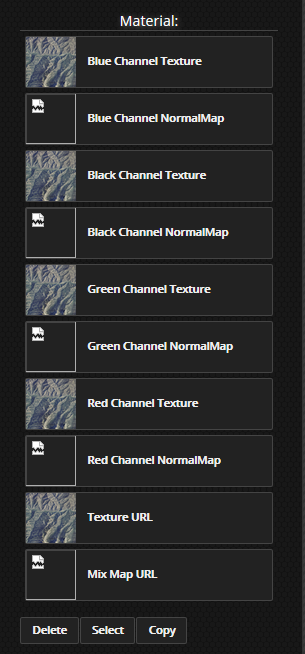 Material:
Blue Channel Texture
Blue Channel NormalMap
Black Channel Texture
Black Channel NormalMap
Green Channel Texture
Green Channel NormalMap
Red Channel Texture
Red Channel NormalMap
Texture URL
Mix Map URL
Delete Select Copy